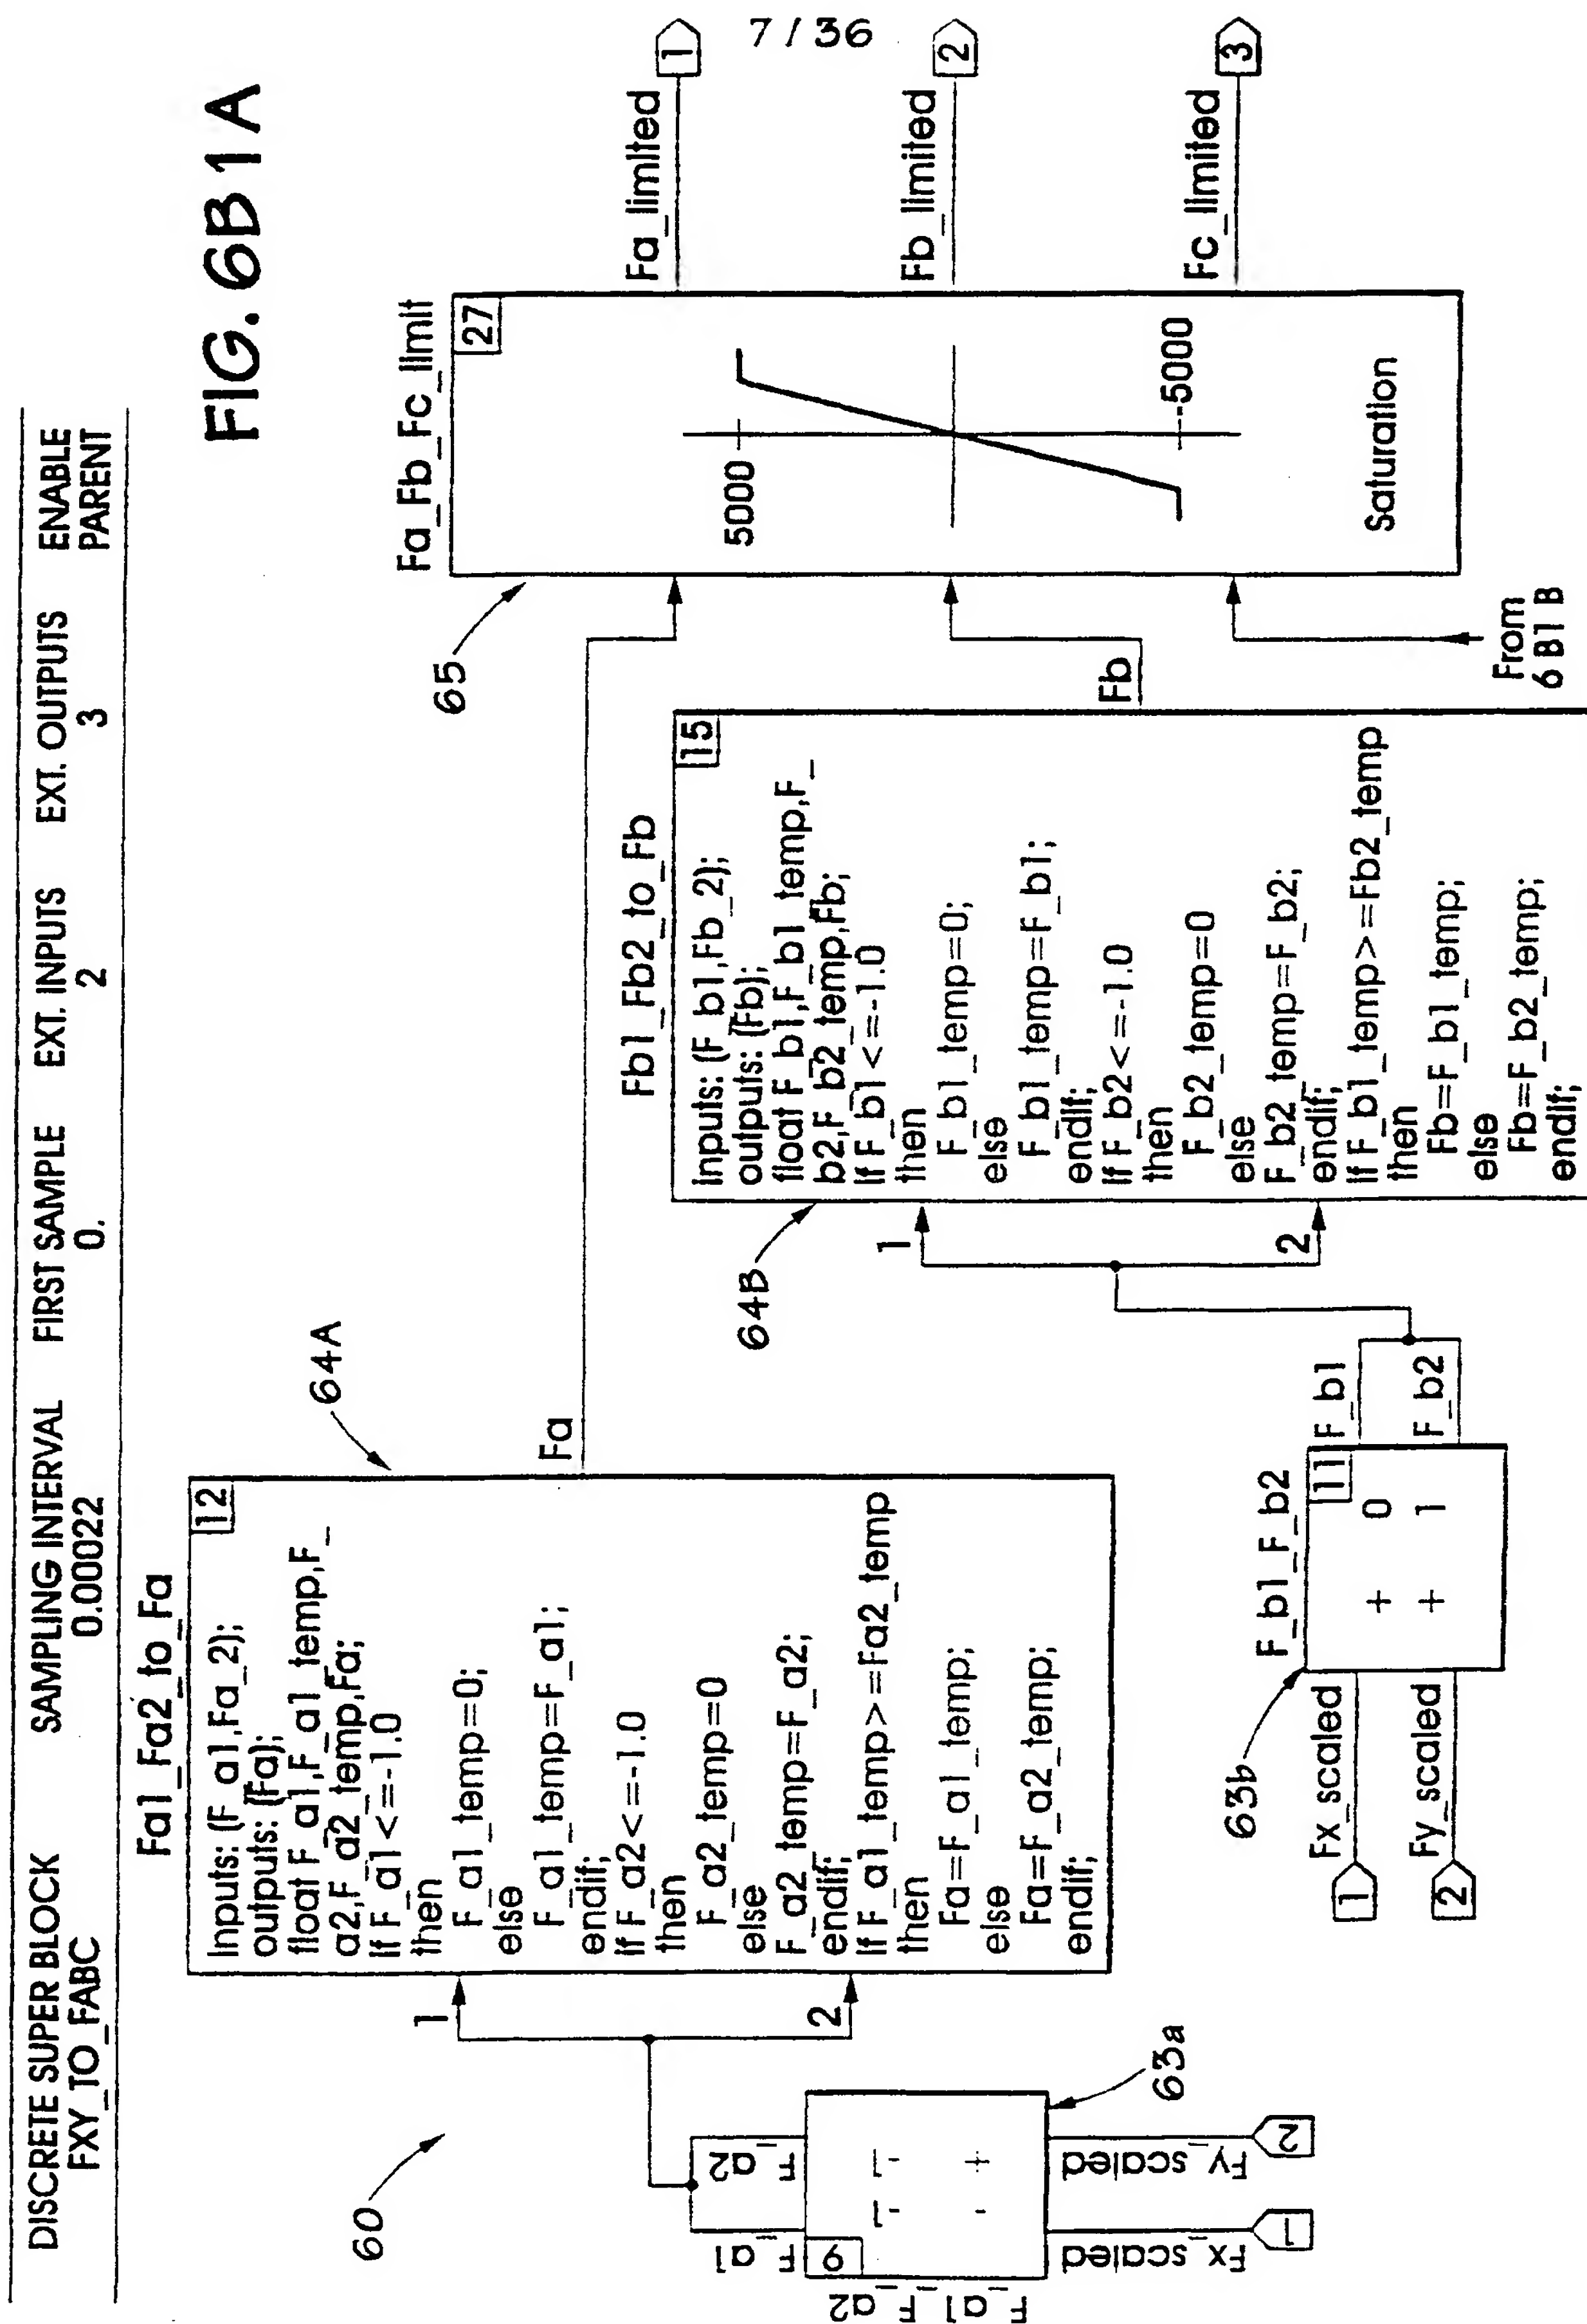 7 / 36
FIG. 6B 1 A
DISCRETE SUPER BLOCK SAMPLING INTERVAL FIRST SAMPLE EXT. INPUTS EXT. OUTPUTS ENABLE
FXY_TO_FABC 0.00022 0. 2 3 PARENT
Fa1_Fa2_to_Fa
12
inputs: (F_a1,Fa_2);
outputs: (Fa);
float F_a1,F_a1_temp,F_
a2,F_a2_temp,Fa;
if F_a1<=-1.0
then
F_a1_temp=0;
else
F_a1_temp=F_a1;
endif;
if F_a2<=-1.0
then
F_a2_temp=0
else
F_a2_temp=F_a2;
endif;
if F_a1_temp>=Fa2_temp
then
Fa=F_a1_temp;
else
Fa=F_a2_temp;
endif;
64A
Fa
1
2
60
F_a1
F_a2
9
-1 -1
- +
F_a1_F_a2
63a
Fx_scaled
Fy_scaled
1
2
Fb1_Fb2_to_Fb
15
inputs: (F_b1,Fb_2);
outputs: (Fb);
float F_b1,F_b1_temp,F_
b2,F_b2_temp,Fb;
if F_b1<=-1.0
then
F_b1_temp=0;
else
F_b1_temp=F_b1;
endif;
if F_b2<=-1.0
then
F_b2_temp=0
else
F_b2_temp=F_b2;
endif;
if F_b1_temp>=Fb2_temp
then
Fb=F_b1_temp;
else
Fb=F_b2_temp;
endif;
64B
Fb
1
2
F_b1_F_b2
11
+ 0
+ 1
F_b1
F_b2
63b
1
Fx_scaled
2
Fy_scaled
Fa_Fb_Fc_limit
27
5000
-5000
Saturation
65
From
6 B1 B
Fa_limited
1
Fb_limited
2
Fc_limited
3